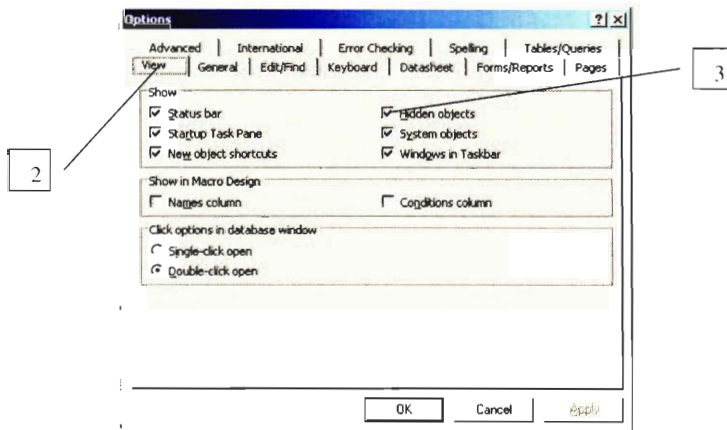 Options
Advanced International Error Checking Spelling Tables/Queries
View General Edit/Find Keyboard Datasheet Forms/Reports Pages
3
Show
Status bar Hidden objects
Startup Task Pane System objects
New object shortcuts Windows in Taskbar
2
Show in Macro Design
Names column Conditions column
Click options in database window
Single-click open
Double-click open
OK Cancel Apply